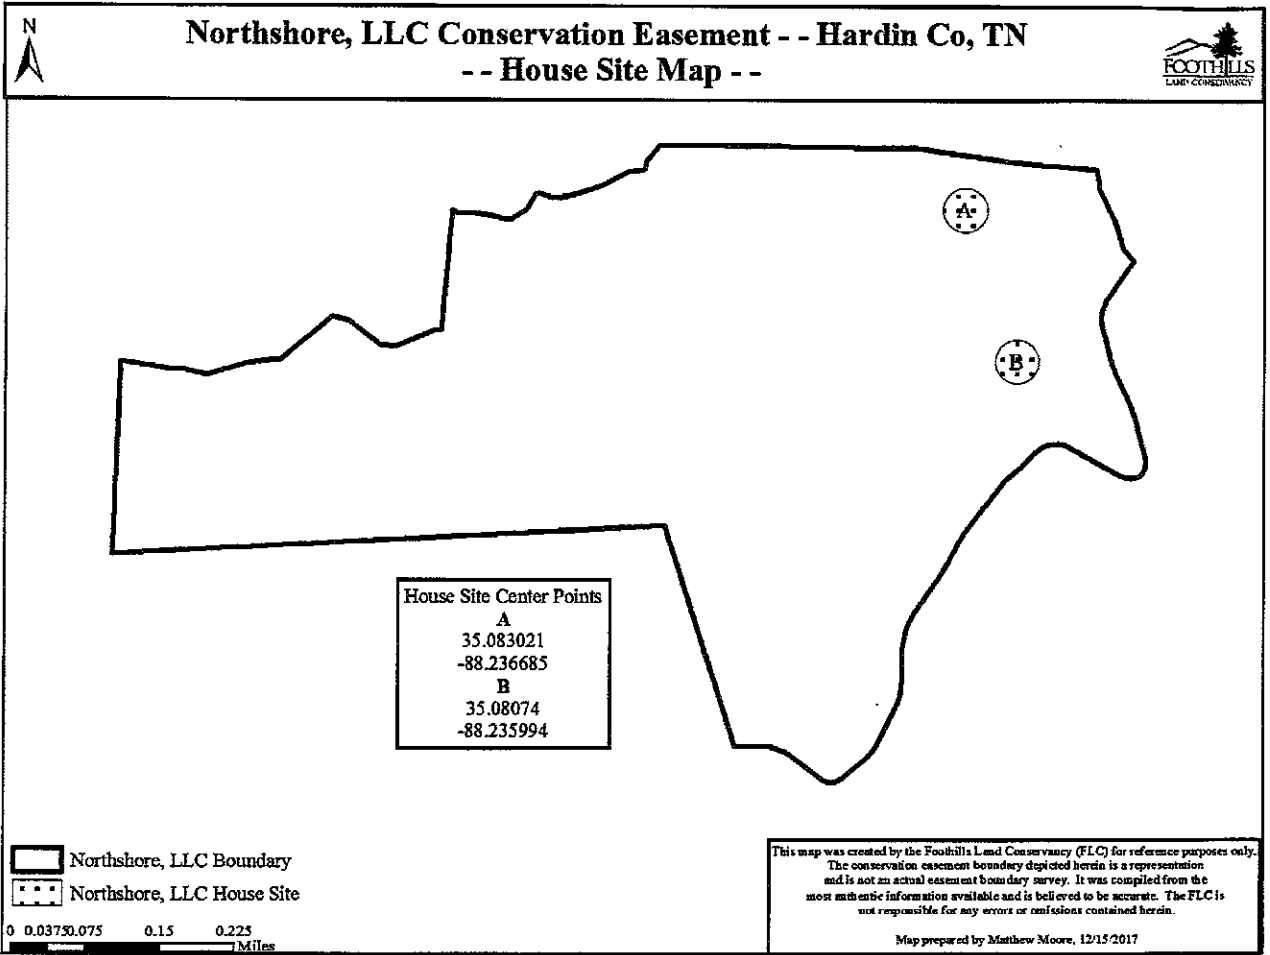 N
Northshore, LLC Conservation Easement - - Hardin Co, TN
- - House Site Map - -
FOOTHILLS
LAND CONSERVANCY
A
B
House Site Center Points
A
35.083021
-88.236685
B
35.08074
-88.235994
Northshore, LLC Boundary
Northshore, LLC House Site
0 0.0375 0.075 0.15 0.225
Miles
This map was created by the Foothills Land Conservancy (FLC) for reference purposes only.
The conservation easement boundary depicted herein is a representation
and is not an actual easement boundary survey. It was compiled from the
most authentic information available and is believed to be accurate. The FLC is
not responsible for any errors or omissions contained herein.
Map prepared by Matthew Moore, 12/15/2017